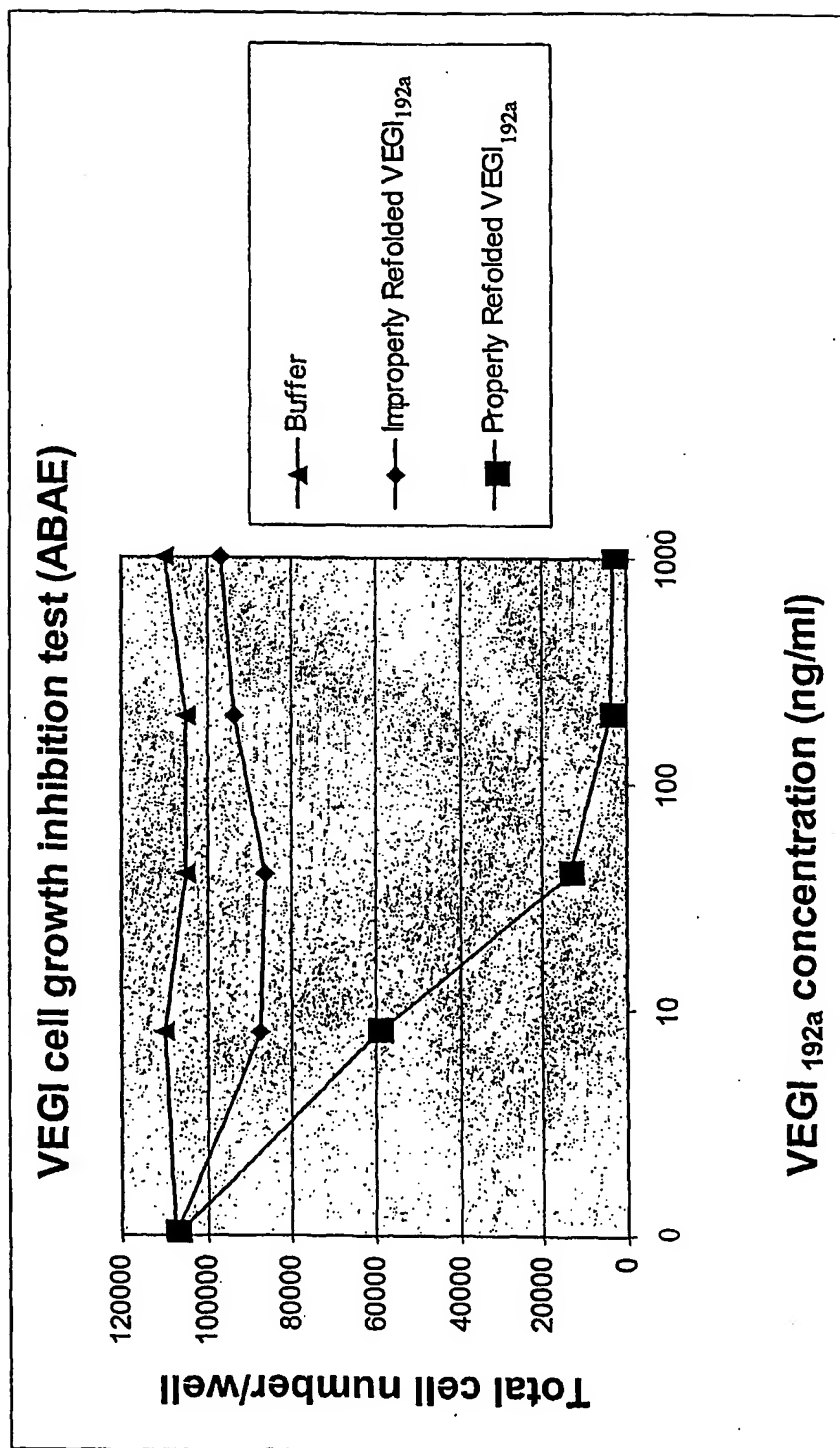 VEGI cell growth inhibition test (ABAE)
Total cell number/well
120000
100000
80000
60000
40000
20000
0
0
10
100
1000
VEGI 192a concentration (ng/ml)
Buffer
Improperly Refolded VEGI192a
Properly Refolded VEGI192a